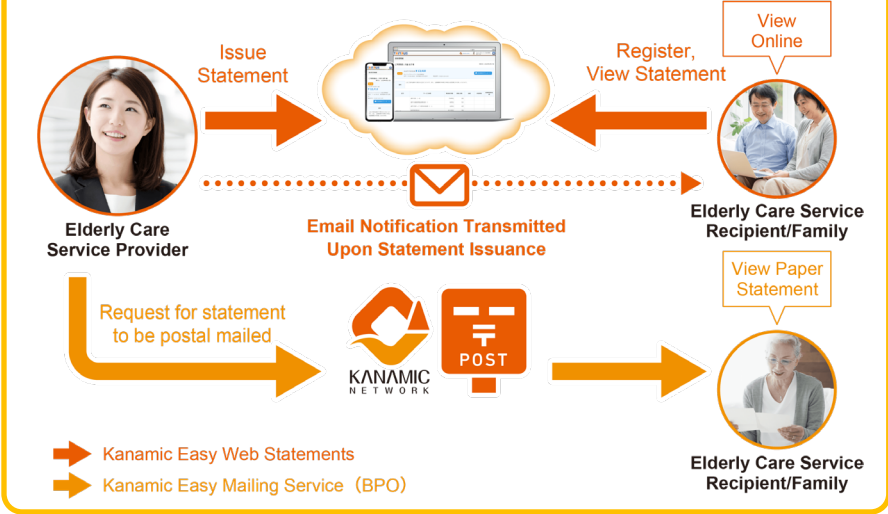 View
Online
Issue
Statement
Register,
View Statement
Elderly Care
Service Provider
Email Notification Transmitted
Upon Statement Issuance
Elderly Care Service
Recipient/Family
View Paper
Statement
Request for statement
to be postal mailed
KANAMIC
NETWORK
〒
POST
Kanamic Easy Web Statements
Kanamic Easy Mailing Service（BPO）
Elderly Care Service
Recipient/Family